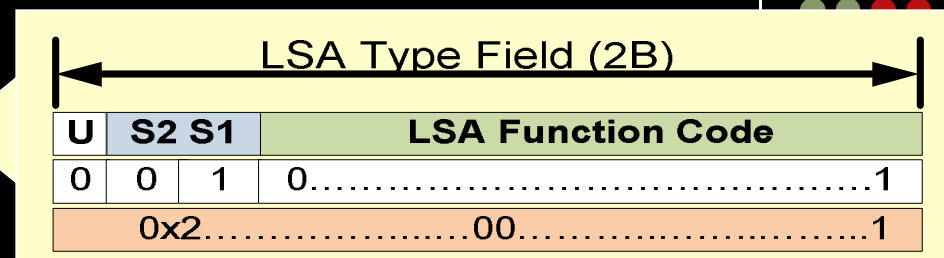 LSA Type Field (2B)
U S2 S1 LSA Function Code
0 0 1 0..............................................1
0x2........................00..............................1